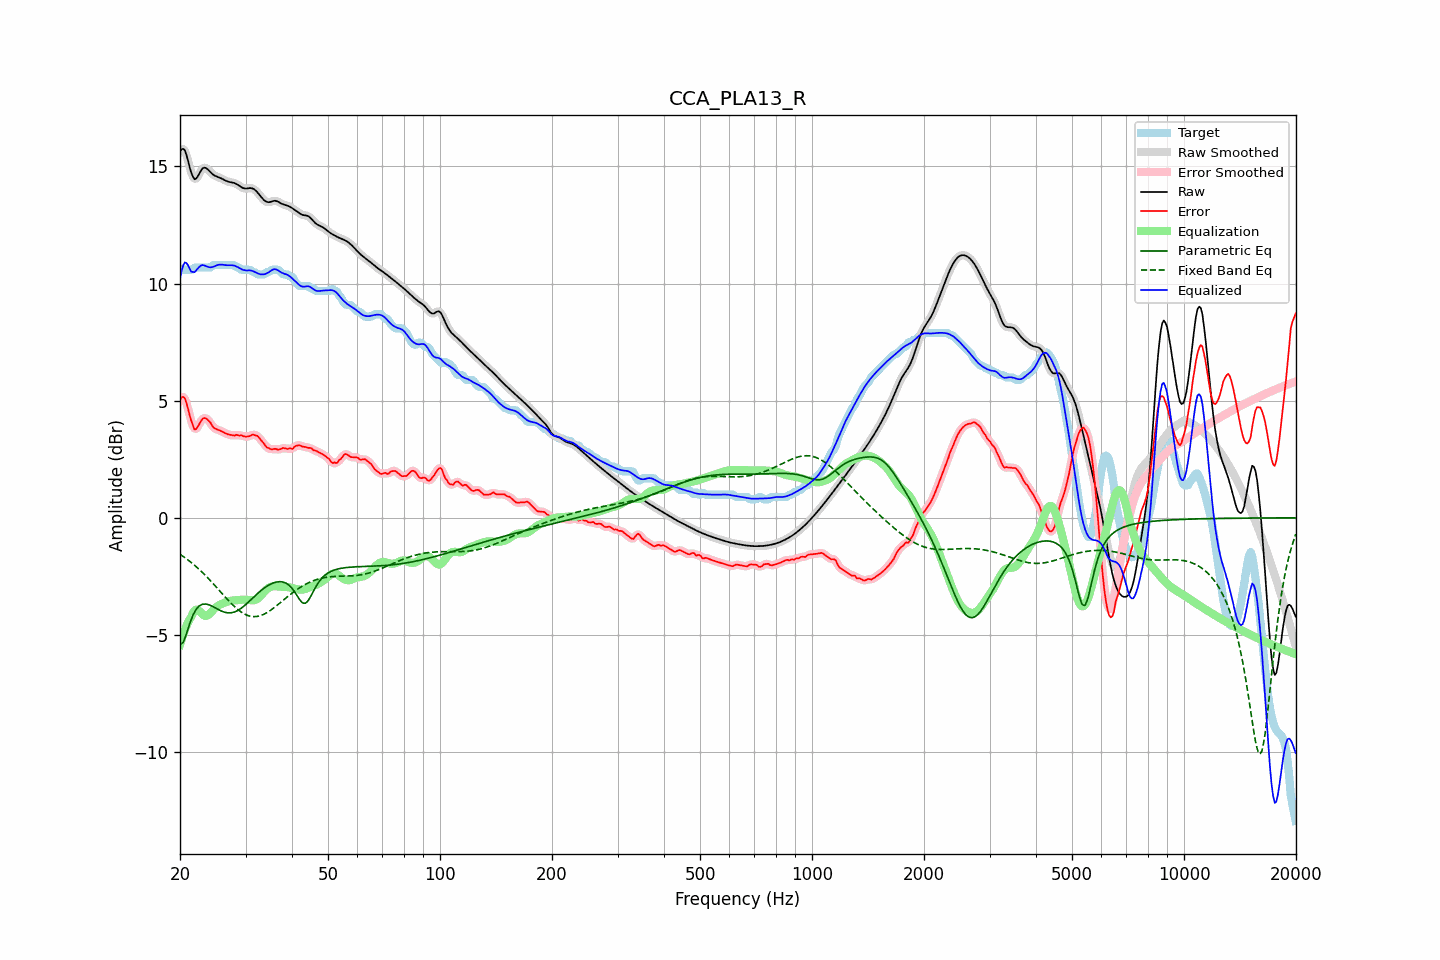 CCA_PLA13_R
Target
Raw Smoothed
Error Smoothed
Raw
Error
Equalization
Parametric Eq
Fixed Band Eq
Equalized
Amplitude (dBr)
15
10
5
0
−5
−10
20
50
100
200
500
1000
2000
5000
10000
20000
Frequency (Hz)